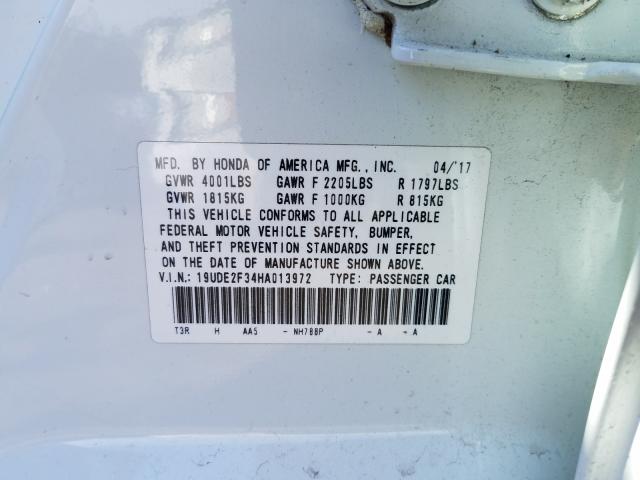 MFD. BY HONDA OF AMERICA MFG., INC. 04/'17
GVWR 4001LBS GAWR F 2205LBS R 1797LBS
GVWR 1815KG GAWR F 1000KG R 815KG
THIS VEHICLE CONFORMS TO ALL APPLICABLE
FEDERAL MOTOR VEHICLE SAFETY, BUMPER,
AND THEFT PREVENTION STANDARDS IN EFFECT
ON THE DATE OF MANUFACTURE SHOWN ABOVE.
V.I.N.: 19UDE2F34HA013972 TYPE: PASSENGER CAR
T3R H AA5 - NH788P - A - A